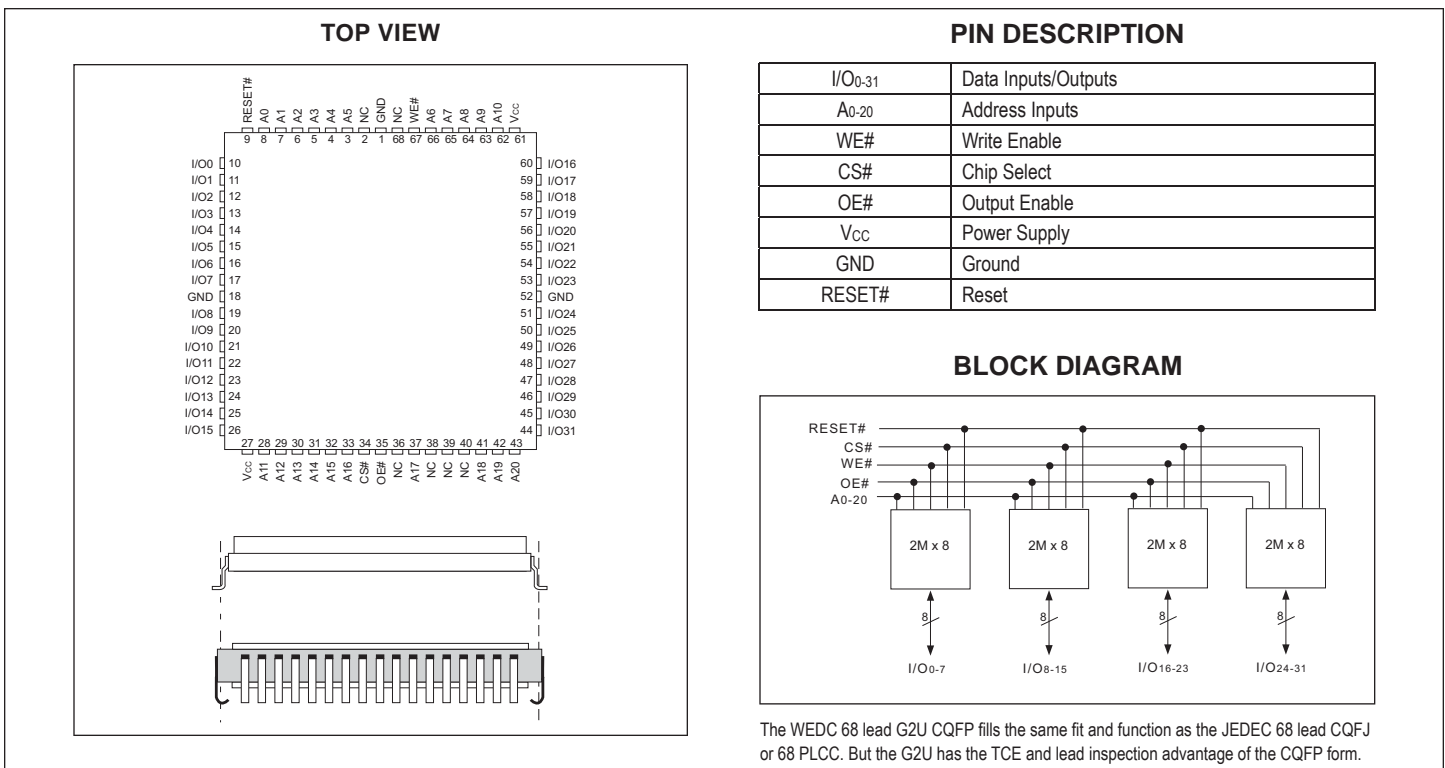 TOP VIEW
RESET# A0 A1 A2 A3 A4 A5 NC GND NC WE# A6 A7 A8 A9 A10 Vcc
9 8 7 6 5 4 3 2 1 68 67 66 65 64 63 62 61
I/O0 10
I/O1 11
I/O2 12
I/O3 13
I/O4 14
I/O5 15
I/O6 16
I/O7 17
GND 18
I/O8 19
I/O9 20
I/O10 21
I/O11 22
I/O12 23
I/O13 24
I/O14 25
I/O15 26
60 I/O16
59 I/O17
58 I/O18
57 I/O19
56 I/O20
55 I/O21
54 I/O22
53 I/O23
52 GND
51 I/O24
50 I/O25
49 I/O26
48 I/O27
47 I/O28
46 I/O29
45 I/O30
44 I/O31
27 28 29 30 31 32 33 34 35 36 37 38 39 40 41 42 43
Vcc A11 A12 A13 A14 A15 A16 CS# OE# NC A17 NC NC NC A18 A19 A20
PIN DESCRIPTION
I/O0-31 Data Inputs/Outputs
A0-20 Address Inputs
WE# Write Enable
CS# Chip Select
OE# Output Enable
VCC Power Supply
GND Ground
RESET# Reset
BLOCK DIAGRAM
RESET#
CS#
WE#
OE#
A0-20
2M x 8 2M x 8 2M x 8 2M x 8
8 8 8 8
I/O0-7 I/O8-15 I/O16-23 I/O24-31
The WEDC 68 lead G2U CQFP fills the same fit and function as the JEDEC 68 lead CQFJ
or 68 PLCC. But the G2U has the TCE and lead inspection advantage of the CQFP form.